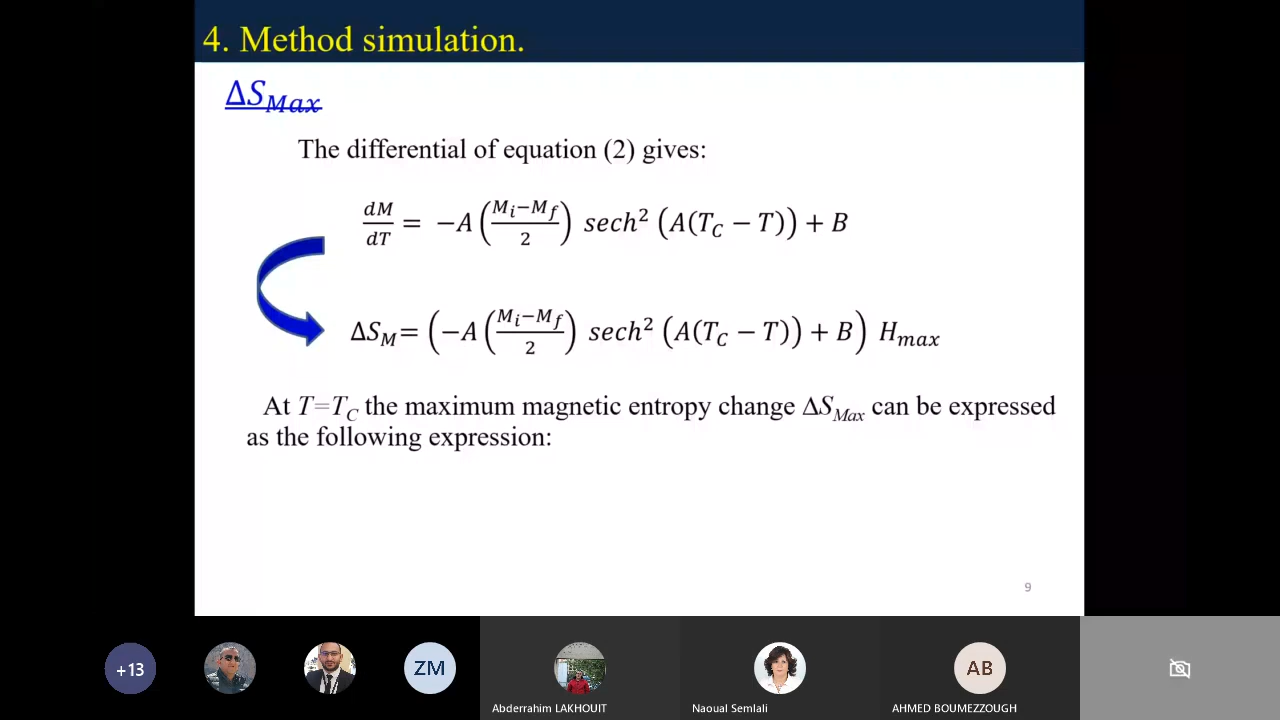 4. Method simulation.
ΔS_Max
The differential of equation (2) gives:
dM/dT = −A ((M_i−M_f)/2) sech² (A(T_C − T)) + B
ΔS_M= (−A ((M_i−M_f)/2) sech² (A(T_C − T)) + B) H_max
At T=T_C the maximum magnetic entropy change ΔS_Max can be expressed
as the following expression:
9
+13
ZM
AB
Abderrahim LAKHOUIT
Naoual Semlali
AHMED BOUMEZZOUGH